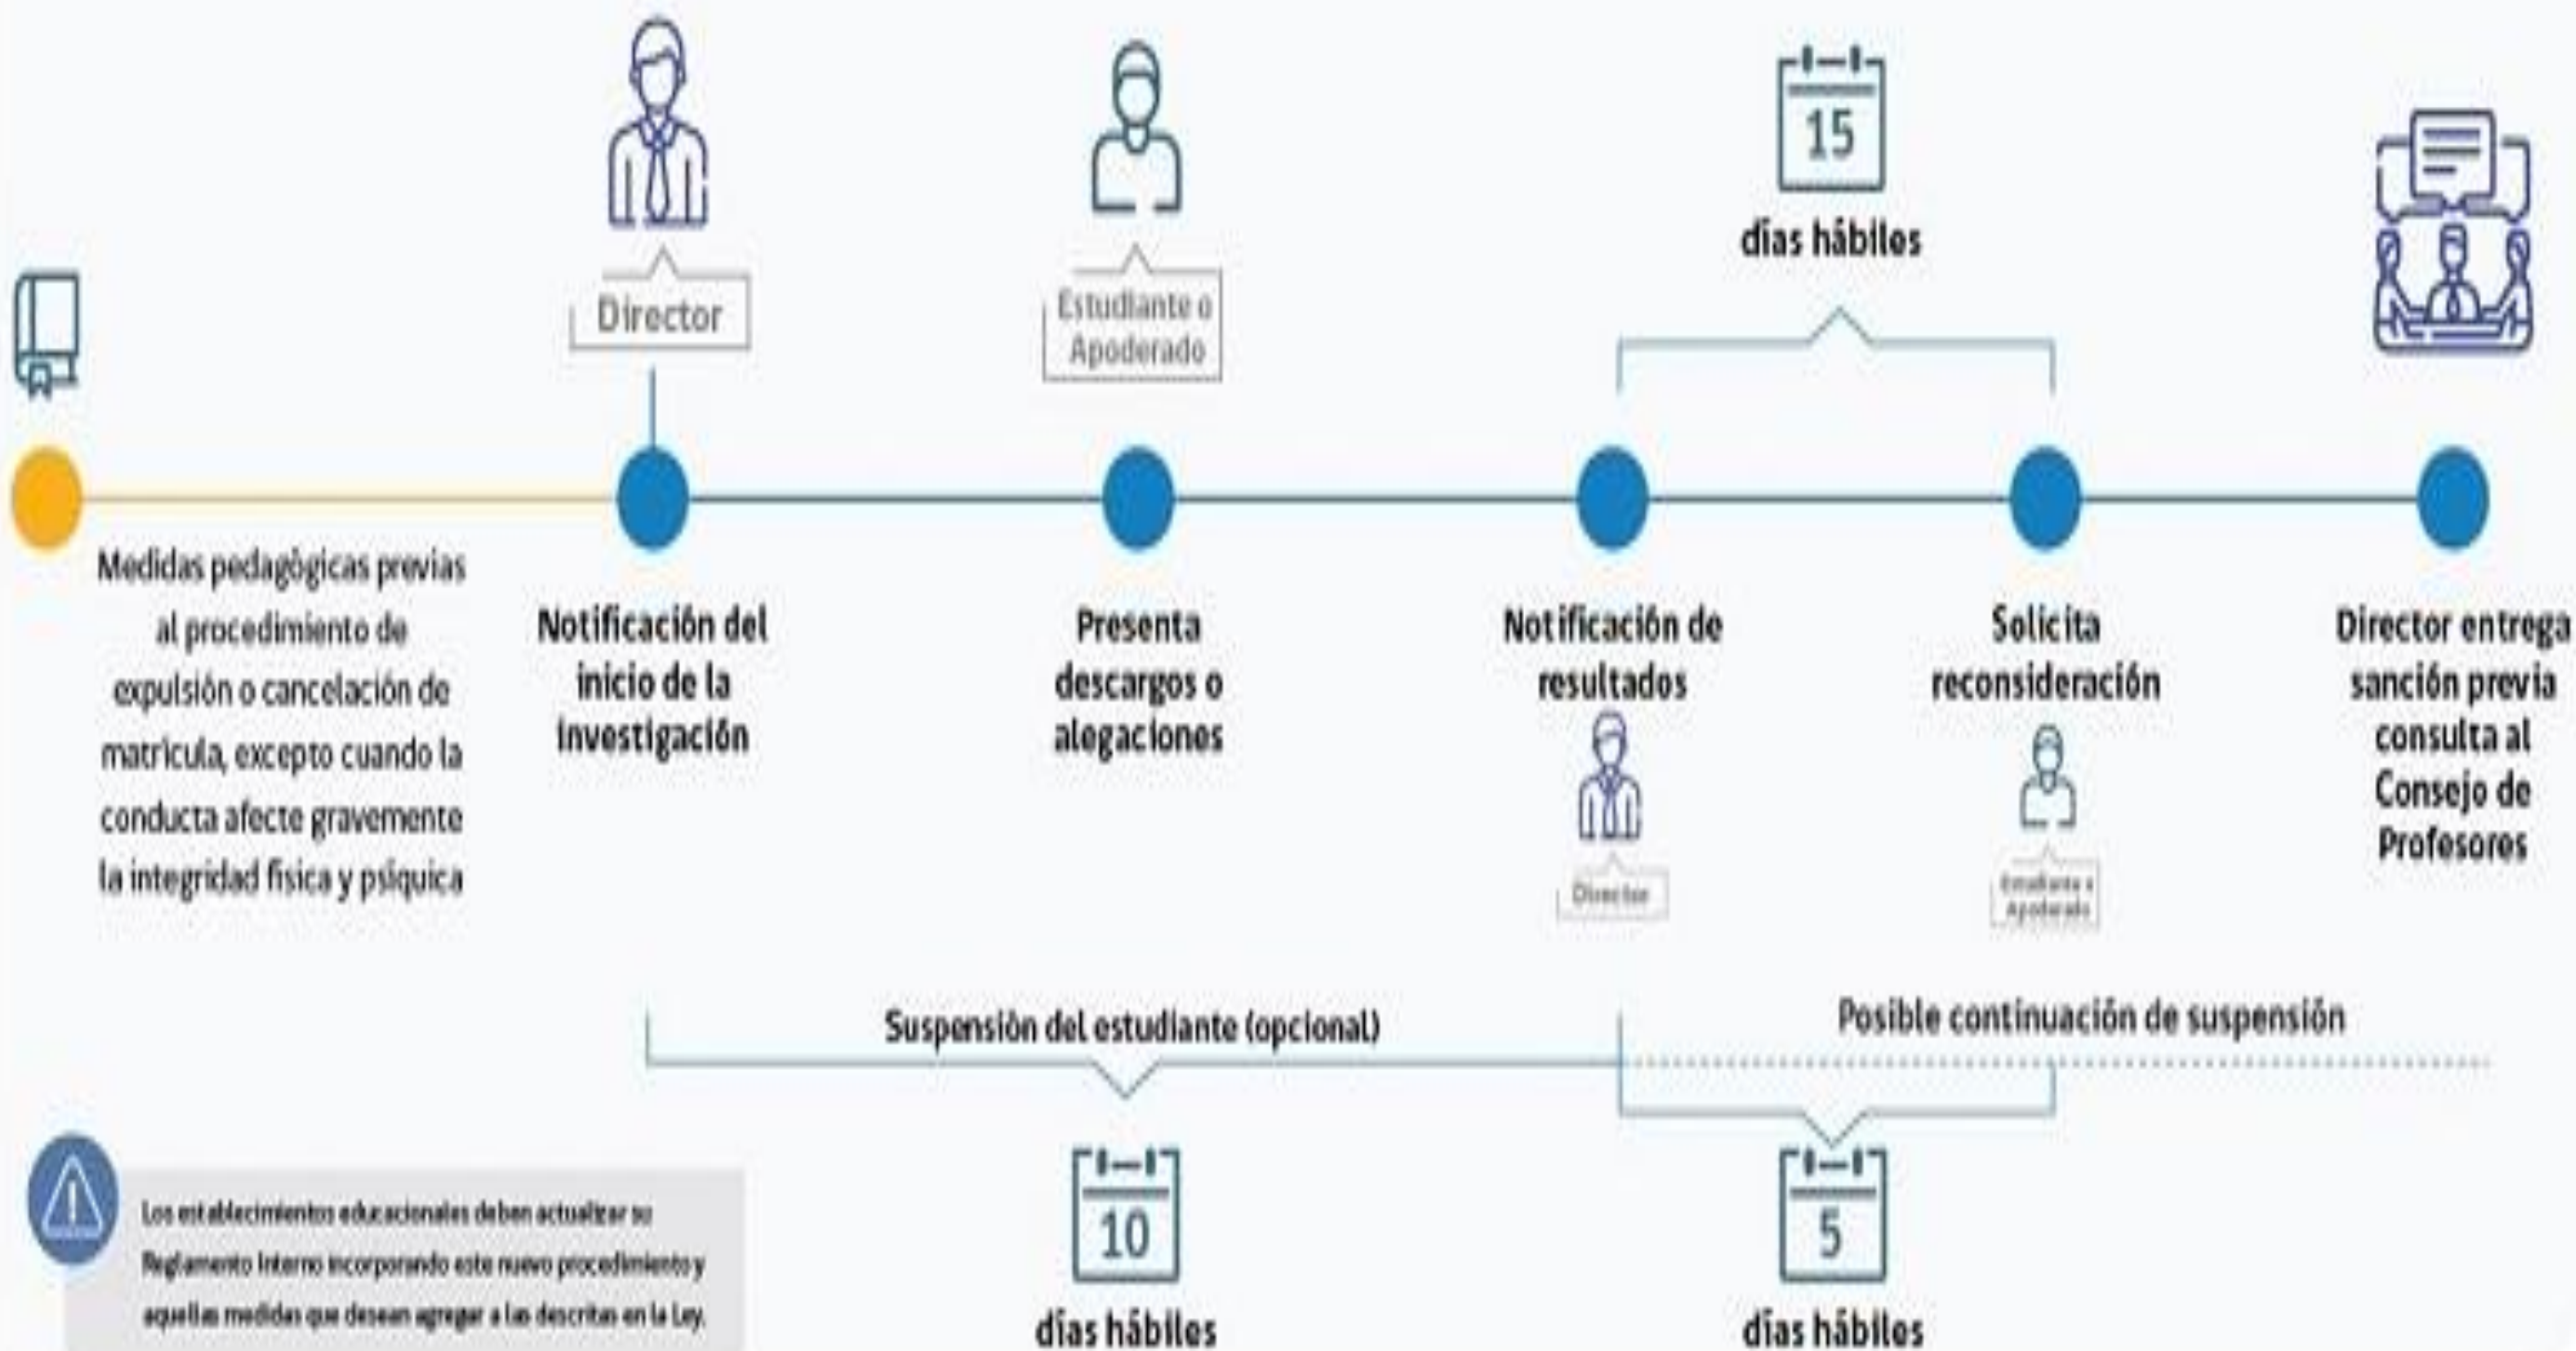 Director
Estudiante o
Apoderado
15
días hábiles
Medidas pedagógicas previas
al procedimiento de
expulsión o cancelación de
matrícula, excepto cuando la
conducta afecte gravemente
la integridad física y psíquica
Notificación del
inicio de la
investigación
Presenta
descargos o
alegaciones
Notificación de
resultados
Director
Solicita
reconsideración
Estudiante o
Apoderado
Director entrega
sanción previa
consulta al
Consejo de
Profesores
Suspensión del estudiante (opcional)
Posible continuación de suspensión
10
días hábiles
5
días hábiles
Los establecimientos educacionales deben actualizar su
Reglamento Interno incorporando este nuevo procedimiento y
aquellas medidas que desean agregar a las descritas en la Ley.